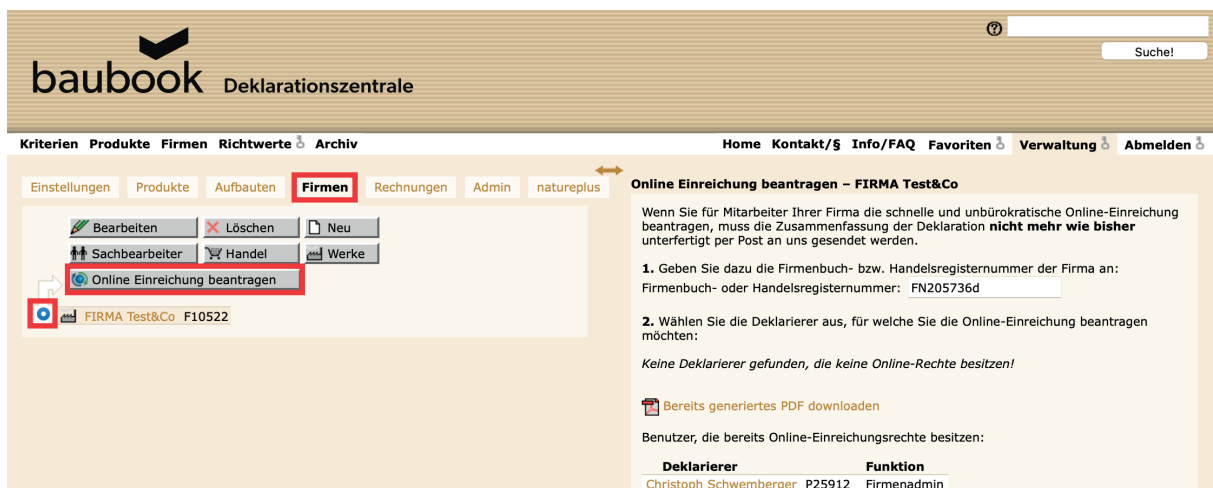 Suche!
baubook Deklarationszentrale
Kriterien Produkte Firmen Richtwerte Archiv
Home Kontakt/§ Info/FAQ Favoriten Verwaltung Abmelden
Einstellungen Produkte Aufbauten Firmen Rechnungen Admin natureplus
Bearbeiten Löschen Neu
Sachbearbeiter Handel Werke
Online Einreichung beantragen
FIRMA Test&Co F10522
Online Einreichung beantragen – FIRMA Test&Co
Wenn Sie für Mitarbeiter Ihrer Firma die schnelle und unbürokratische Online-Einreichung
beantragen, muss die Zusammenfassung der Deklaration nicht mehr wie bisher
unterfertigt per Post an uns gesendet werden.
1. Geben Sie dazu die Firmenbuch- bzw. Handelsregisternummer der Firma an:
Firmenbuch- oder Handelsregisternummer: FN205736d
2. Wählen Sie die Deklarierer aus, für welche Sie die Online-Einreichung beantragen
möchten:
Keine Deklarierer gefunden, die keine Online-Rechte besitzen!
Bereits generiertes PDF downloaden
Benutzer, die bereits Online-Einreichungsrechte besitzen:
Deklarierer Funktion
Christoph Schwemberger P25912 Firmenadmin